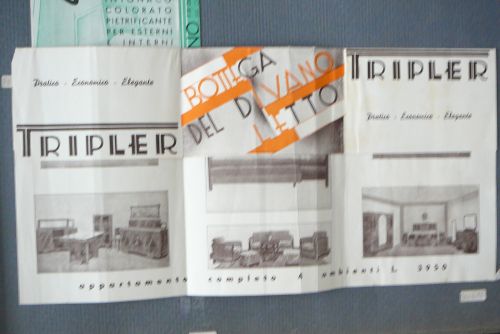 INTONACO
COLORATO
PIETRIFICANTE
PER ESTERNI
E INTERNI
Pratico - Economico - Elegante
TRIPLER
BOTTEGA
DEL DIVANO
LETTO
TRIPLER
Pratico - Economico - Elegante
appartamento completo 4 ambienti L. 3950